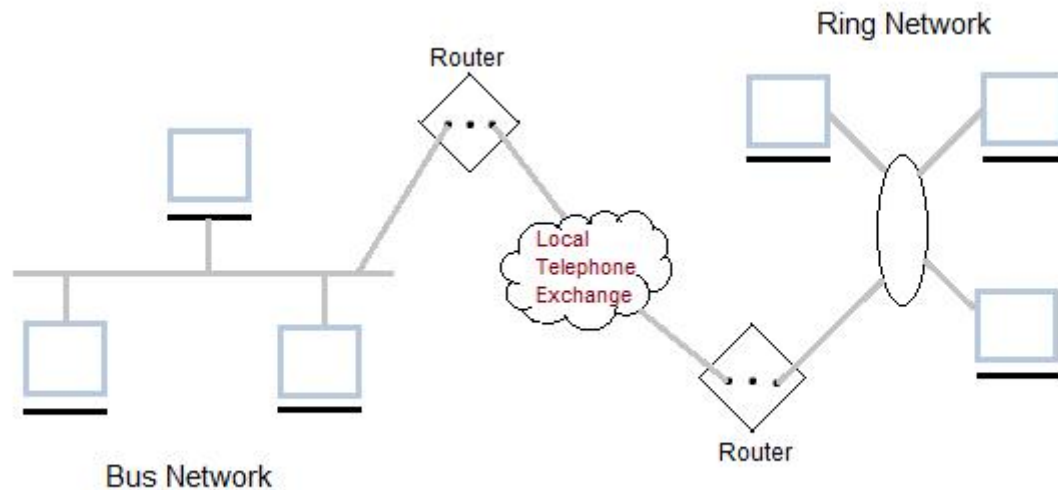 Ring Network
Router
Local
Telephone
Exchange
Router
Bus Network